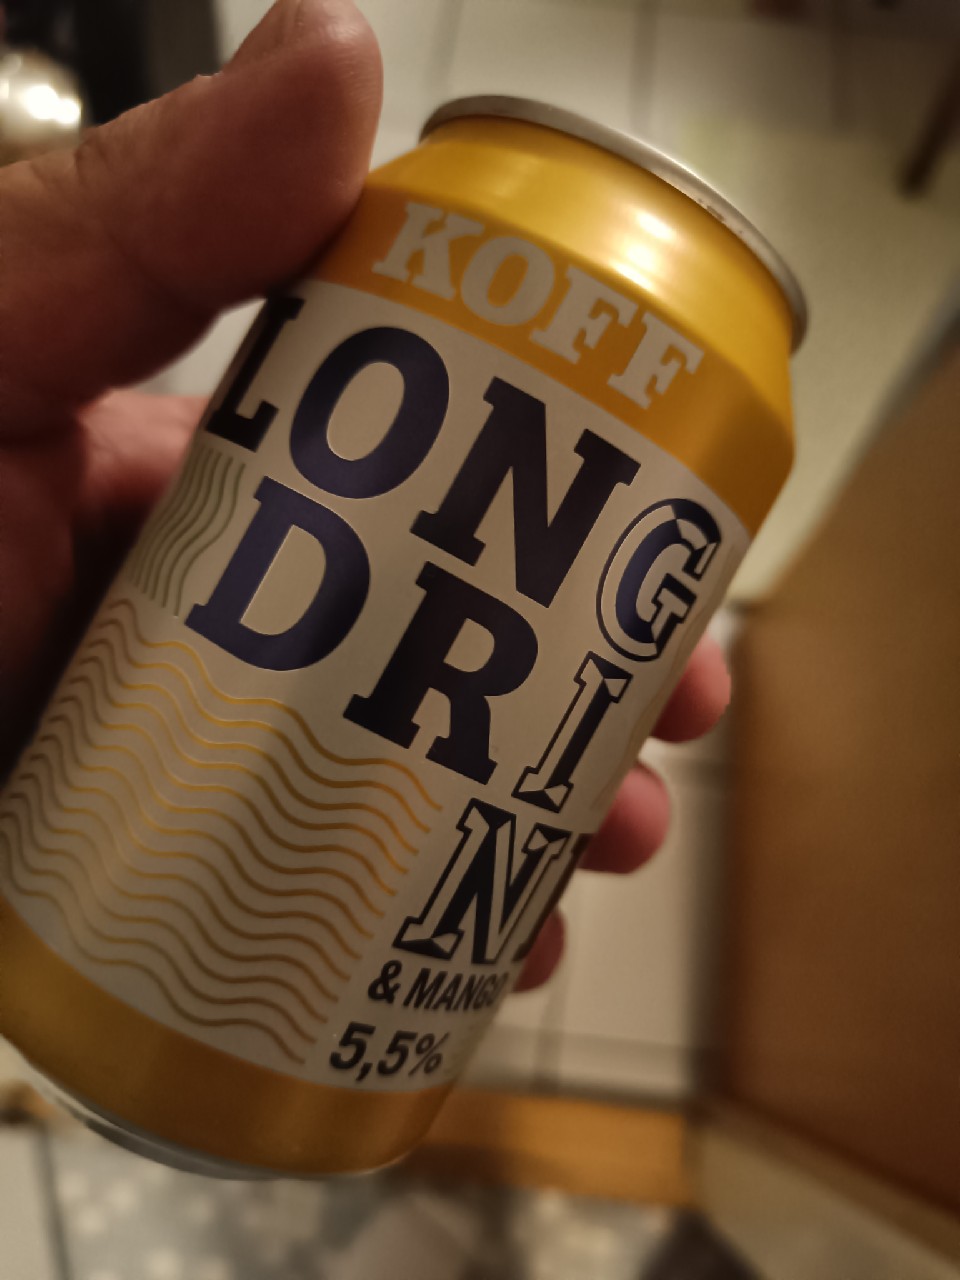 KOFF
LONG
DRI
N
& MANGO
5,5%